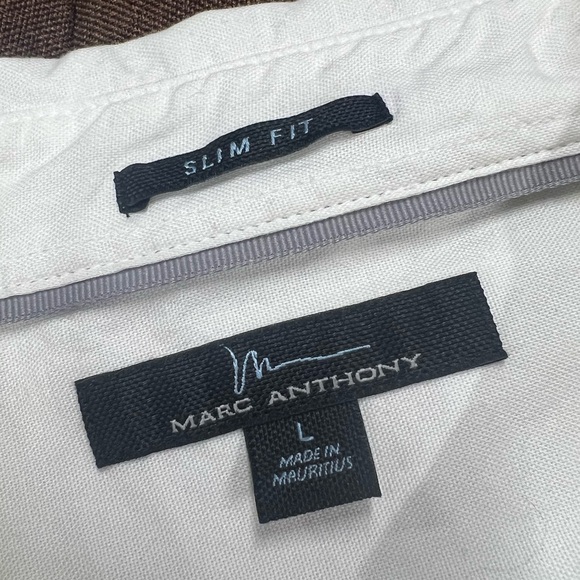 SLIM FIT
MARC ANTHONY
L
MADE IN
MAURITIUS